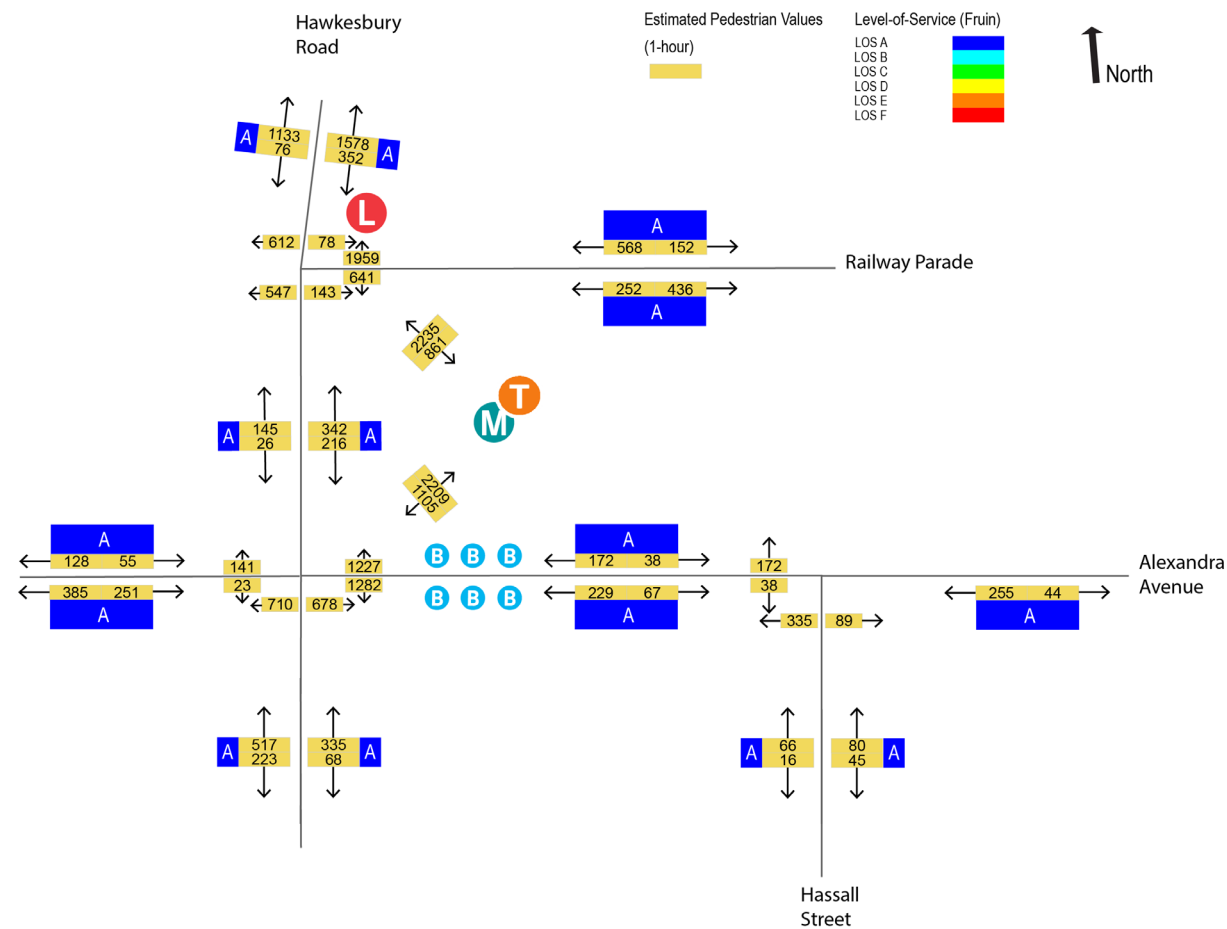 Hawkesbury
Road
Estimated Pedestrian Values
(1-hour)
Level-of-Service (Fruin)
LOS A
LOS B
LOS C
LOS D
LOS E
LOS F
North
A 1133
76
1578 A
352
L
612 78
1959
641
547 143
A
568 152
Railway Parade
252 436
A
2235
861
T
M
A 145
26
342 A
216
2209
1105
A
128 55
385 251
A
141
23
1227
1282
710 678
B B B
B B B
A
172 38
229 67
A
172
38
335 89
Alexandra
Avenue
255 44
A
A 517
223
335 A
68
A 66
16
80 A
45
Hassall
Street